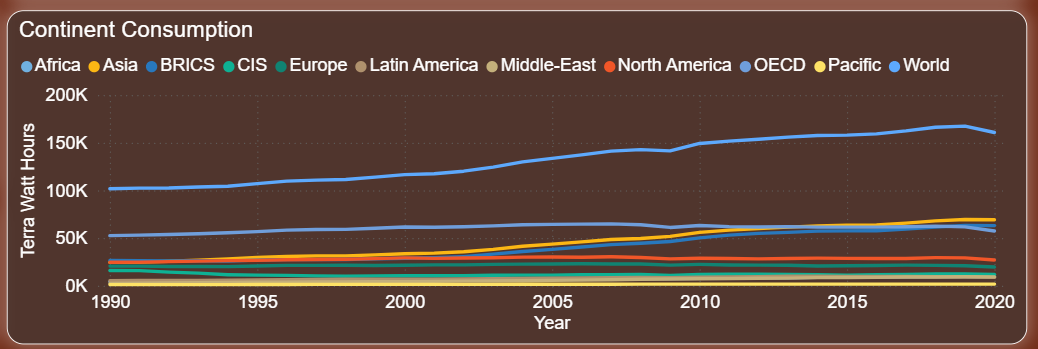 Continent Consumption
Africa Asia BRICS CIS Europe Latin America Middle-East North America OECD Pacific World
200K
150K
100K
50K
0K
Terra Watt Hours
1990 1995 2000 2005 2010 2015 2020
Year